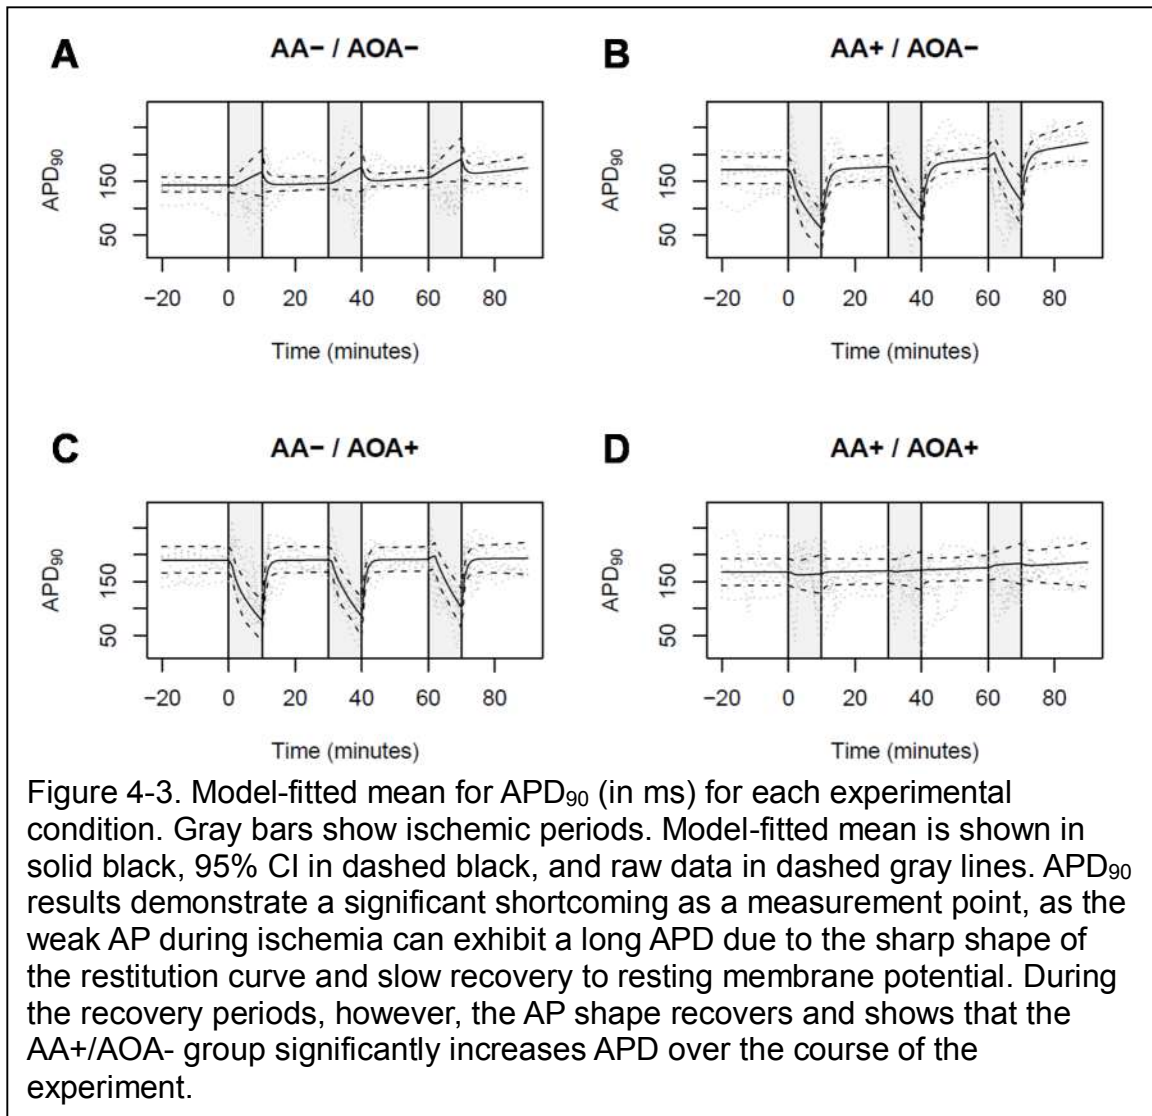 A
AA− / AOA−
APD90
150
50
−20 0 20 40 60 80
Time (minutes)
B
AA+ / AOA−
APD90
150
50
−20 0 20 40 60 80
Time (minutes)
C
AA− / AOA+
APD90
150
50
−20 0 20 40 60 80
Time (minutes)
D
AA+ / AOA+
APD90
150
50
−20 0 20 40 60 80
Time (minutes)
Figure 4-3. Model-fitted mean for APD90 (in ms) for each experimental
condition. Gray bars show ischemic periods. Model-fitted mean is shown in
solid black, 95% CI in dashed black, and raw data in dashed gray lines. APD90
results demonstrate a significant shortcoming as a measurement point, as the
weak AP during ischemia can exhibit a long APD due to the sharp shape of
the restitution curve and slow recovery to resting membrane potential. During
the recovery periods, however, the AP shape recovers and shows that the
AA+/AOA- group significantly increases APD over the course of the
experiment.